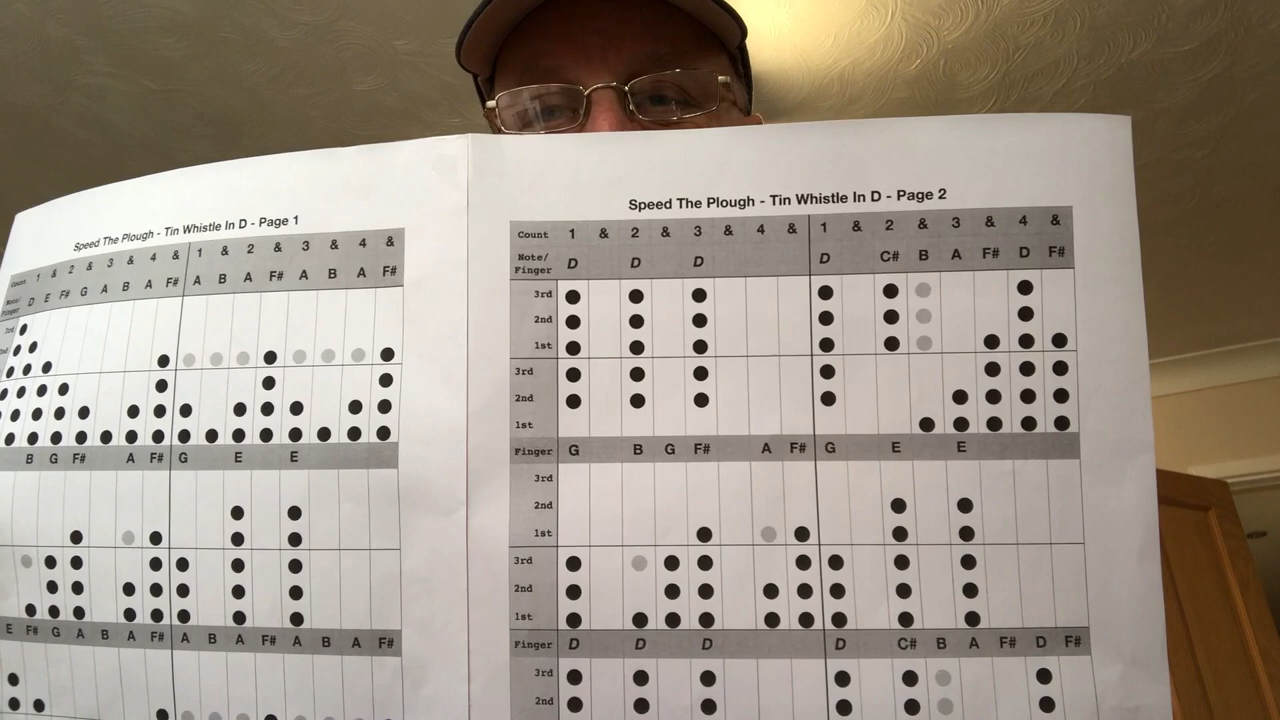 Speed The Plough - Tin Whistle In D - Page 1
Count 1 & 2 & 3 & 4 & 1 & 2 & 3 & 4 &
Note/ Finger D E F# G A B A F# A B A F# A B A F#
B G F# A F# G E E
E F# G A B A F# A B A F# A B A F#
Speed The Plough - Tin Whistle In D - Page 2
Count 1 & 2 & 3 & 4 & 1 & 2 & 3 & 4 &
Note/ D D D D C# B A F# D F#
Finger
3rd
2nd
1st
3rd
2nd
1st
Finger G B G F# A F# G E E
3rd
2nd
1st
3rd
2nd
1st
Finger D D D D C# B A F# D F#
3rd
2nd